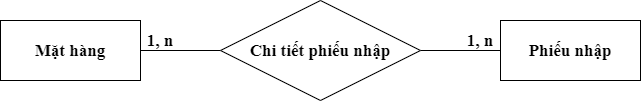 Mặt hàng
1, n
Chi tiết phiếu nhập
1, n
Phiếu nhập